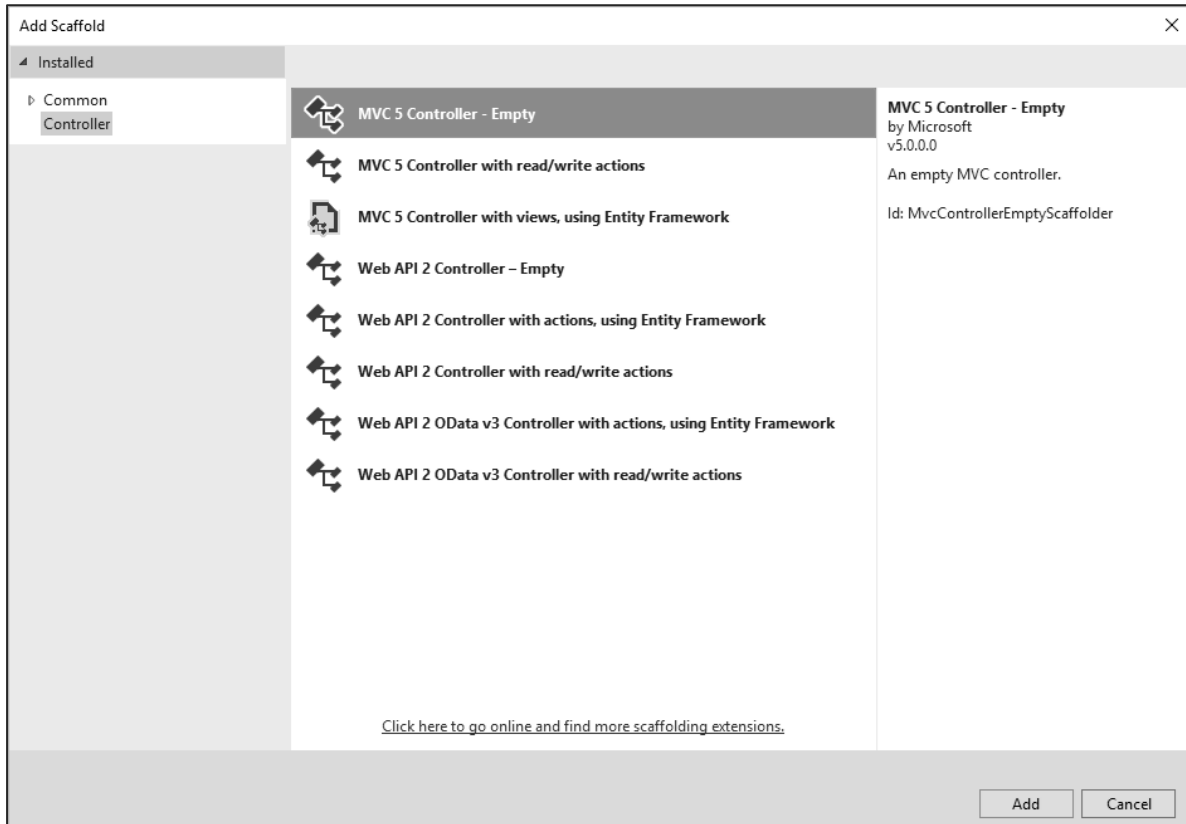 Add Scaffold
Installed
Common
Controller
MVC 5 Controller - Empty
MVC 5 Controller with read/write actions
MVC 5 Controller with views, using Entity Framework
Web API 2 Controller – Empty
Web API 2 Controller with actions, using Entity Framework
Web API 2 Controller with read/write actions
Web API 2 OData v3 Controller with actions, using Entity Framework
Web API 2 OData v3 Controller with read/write actions
Click here to go online and find more scaffolding extensions.
MVC 5 Controller - Empty
by Microsoft
v5.0.0.0
An empty MVC controller.
Id: MvcControllerEmptyScaffolder
Add
Cancel